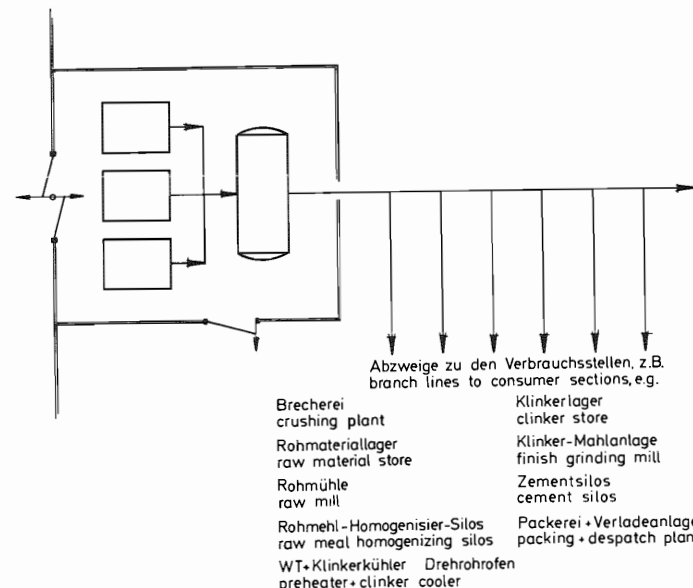 Abzweige zu den Verbrauchsstellen, z.B.
branch lines to consumer sections, e.g.
Brecherei
crushing plant
Rohmateriallager
raw material store
Rohmühle
raw mill
Rohmehl-Homogenisier-Silos
raw meal homogenizing silos
WT+Klinkerkühler Drehrohrofen
preheater+clinker cooler
Klinkerlager
clinker store
Klinker-Mahlanlage
finish grinding mill
Zementsilos
cement silos
Packerei+Verladeanlage
packing+despatch plan